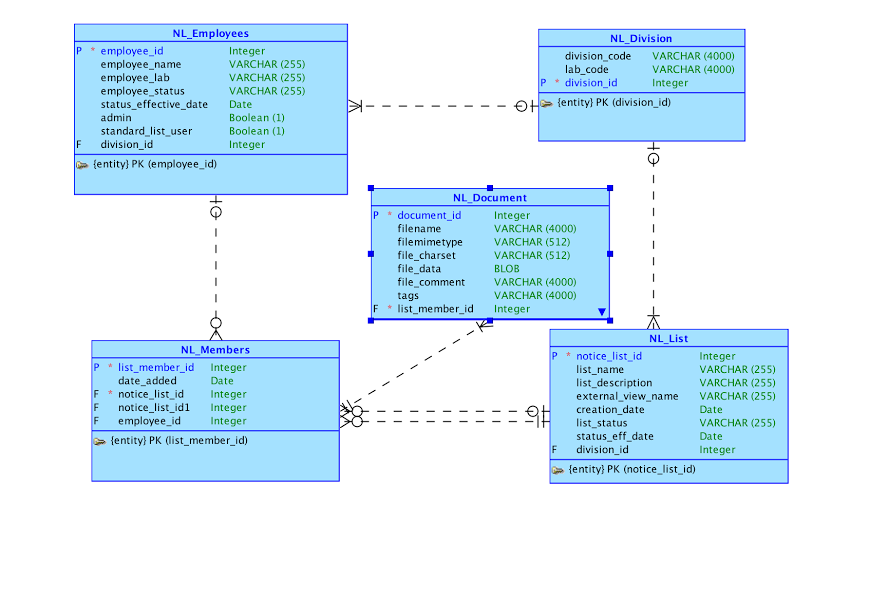 NL_Employees
P * employee_id Integer
employee_name VARCHAR (255)
employee_lab VARCHAR (255)
employee_status VARCHAR (255)
status_effective_date Date
admin Boolean (1)
standard_list_user Boolean (1)
F division_id Integer
{entity} PK (employee_id)
NL_Division
division_code VARCHAR (4000)
lab_code VARCHAR (4000)
P * division_id Integer
{entity} PK (division_id)
NL_Document
P * document_id Integer
filename VARCHAR (4000)
filemimetype VARCHAR (512)
file_charset VARCHAR (512)
file_data BLOB
file_comment VARCHAR (4000)
tags VARCHAR (4000)
F * list_member_id Integer
NL_Members
P * list_member_id Integer
date_added Date
F * notice_list_id Integer
F notice_list_id1 Integer
F employee_id Integer
{entity} PK (list_member_id)
NL_List
P * notice_list_id Integer
list_name VARCHAR (255)
list_description VARCHAR (255)
external_view_name VARCHAR (255)
creation_date Date
list_status VARCHAR (255)
status_eff_date Date
F division_id Integer
{entity} PK (notice_list_id)